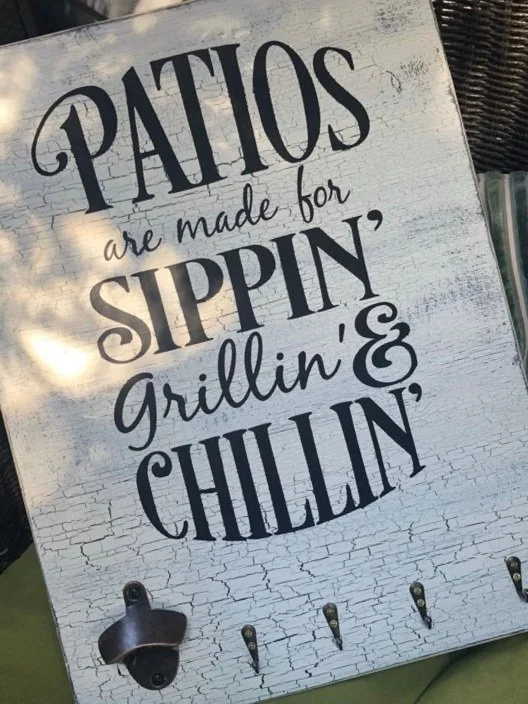 PATIOS
are made for
SIPPIN'
Grillin' &
CHILLIN'